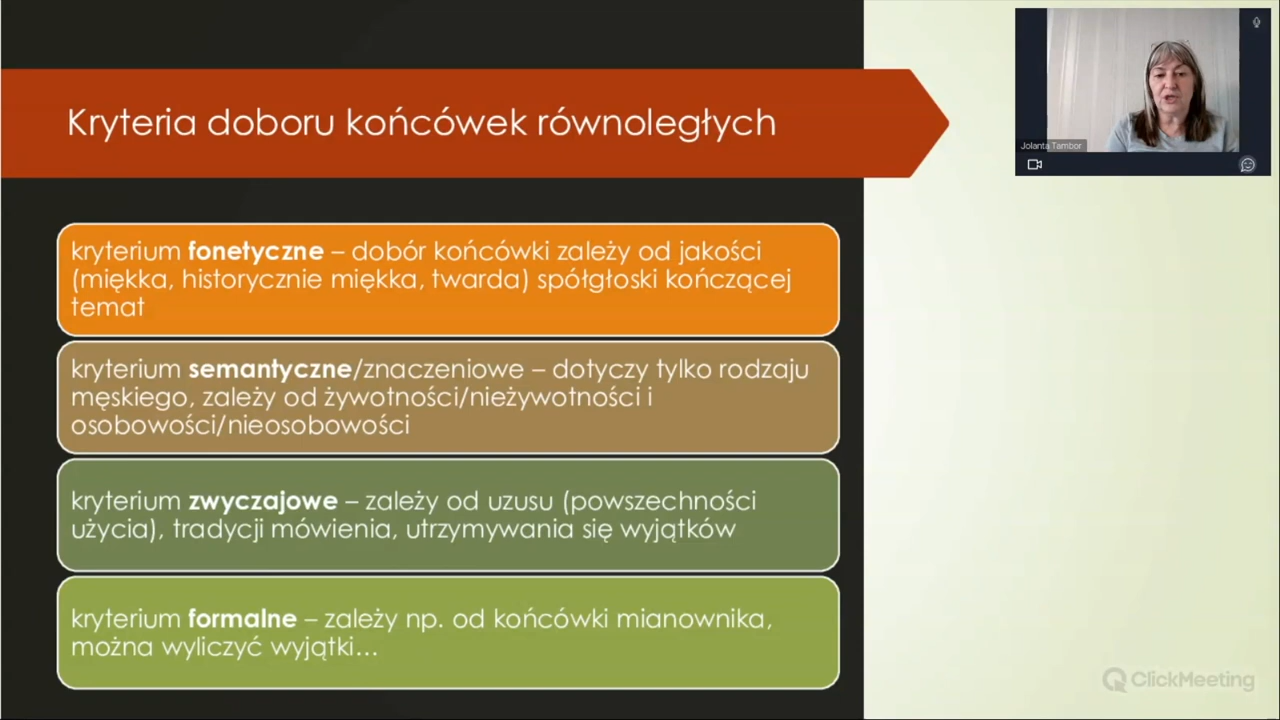 Kryteria doboru końcówek równoległych
kryterium fonetyczne – dobór końcówki zależy od jakości
(miękka, historycznie miękka, twarda) spółgłoski kończącej
temat
kryterium semantyczne/znaczeniowe – dotyczy tylko rodzaju
męskiego, zależy od żywotności/nieżywotności i
osobowości/nieosobowości
kryterium zwyczajowe – zależy od uzusu (powszechności
użycia), tradycji mówienia, utrzymywania się wyjątków
kryterium formalne – zależy np. od końcówki mianownika,
można wyliczyć wyjątki...
Jolanta Tambor
ClickMeeting